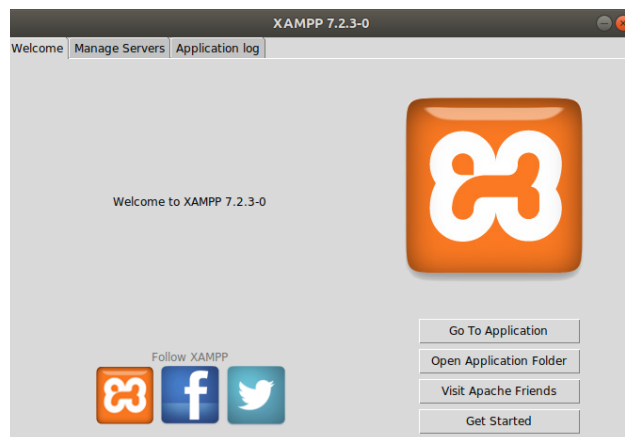 XAMPP 7.2.3-0
Welcome Manage Servers Application log
Welcome to XAMPP 7.2.3-0
Go To Application
Open Application Folder
Visit Apache Friends
Get Started
Follow XAMPP
f